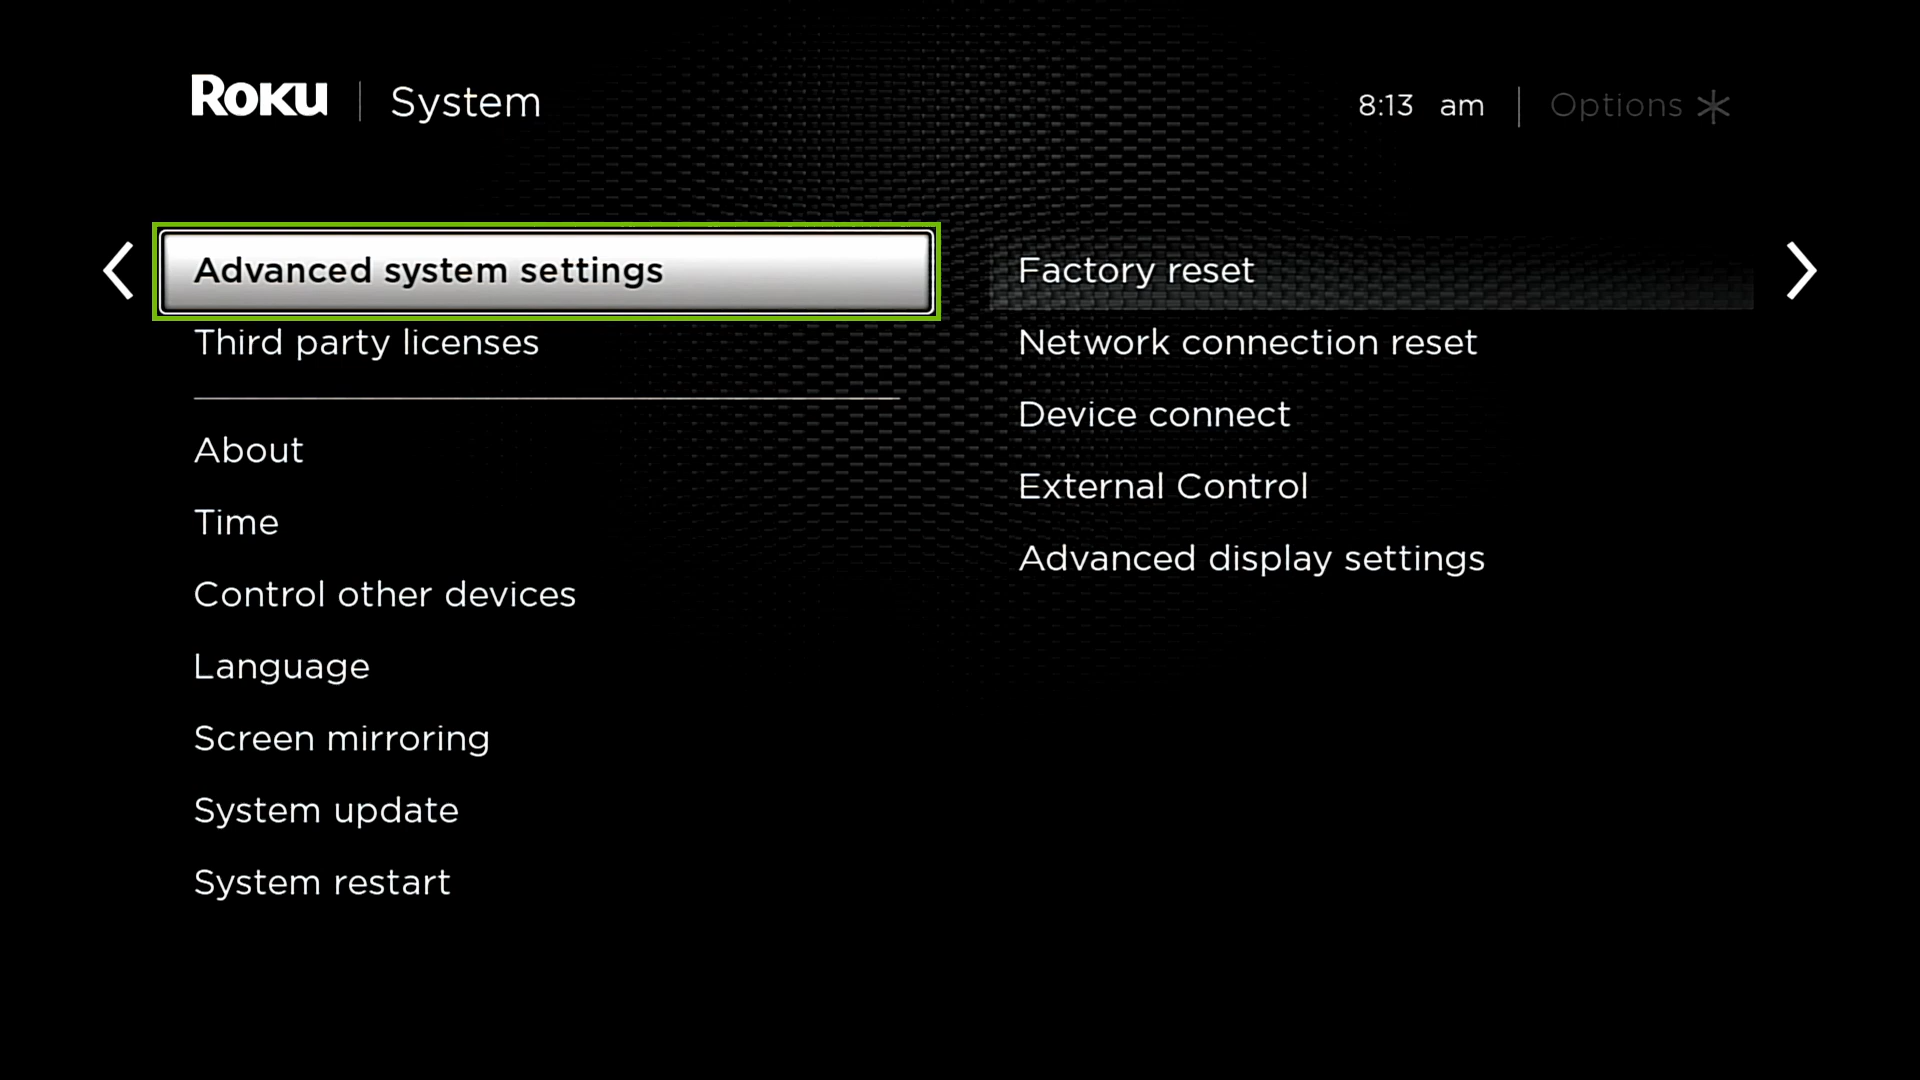 Roku | System
8:13 am | Options
Advanced system settings
Third party licenses
About
Time
Control other devices
Language
Screen mirroring
System update
System restart
Factory reset
Network connection reset
Device connect
External Control
Advanced display settings